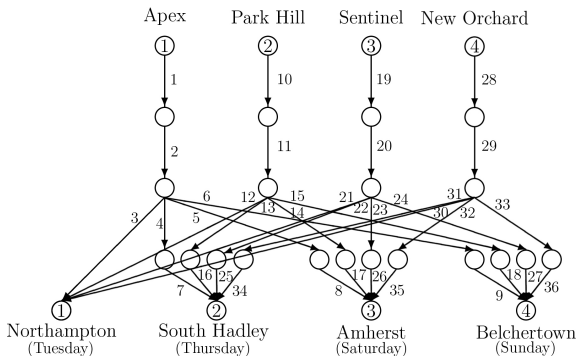 Apex Park Hill Sentinel New Orchard
1 2 3 4
1 10 19 28
2 11 20 29
3 4 5 6 12 13 14 15 21 22 23 24 30 31 32 33
7 16 25 34 8 17 26 35 9 18 27 36
1 2 3 4
Northampton South Hadley Amherst Belchertown
(Tuesday) (Thursday) (Saturday) (Sunday)